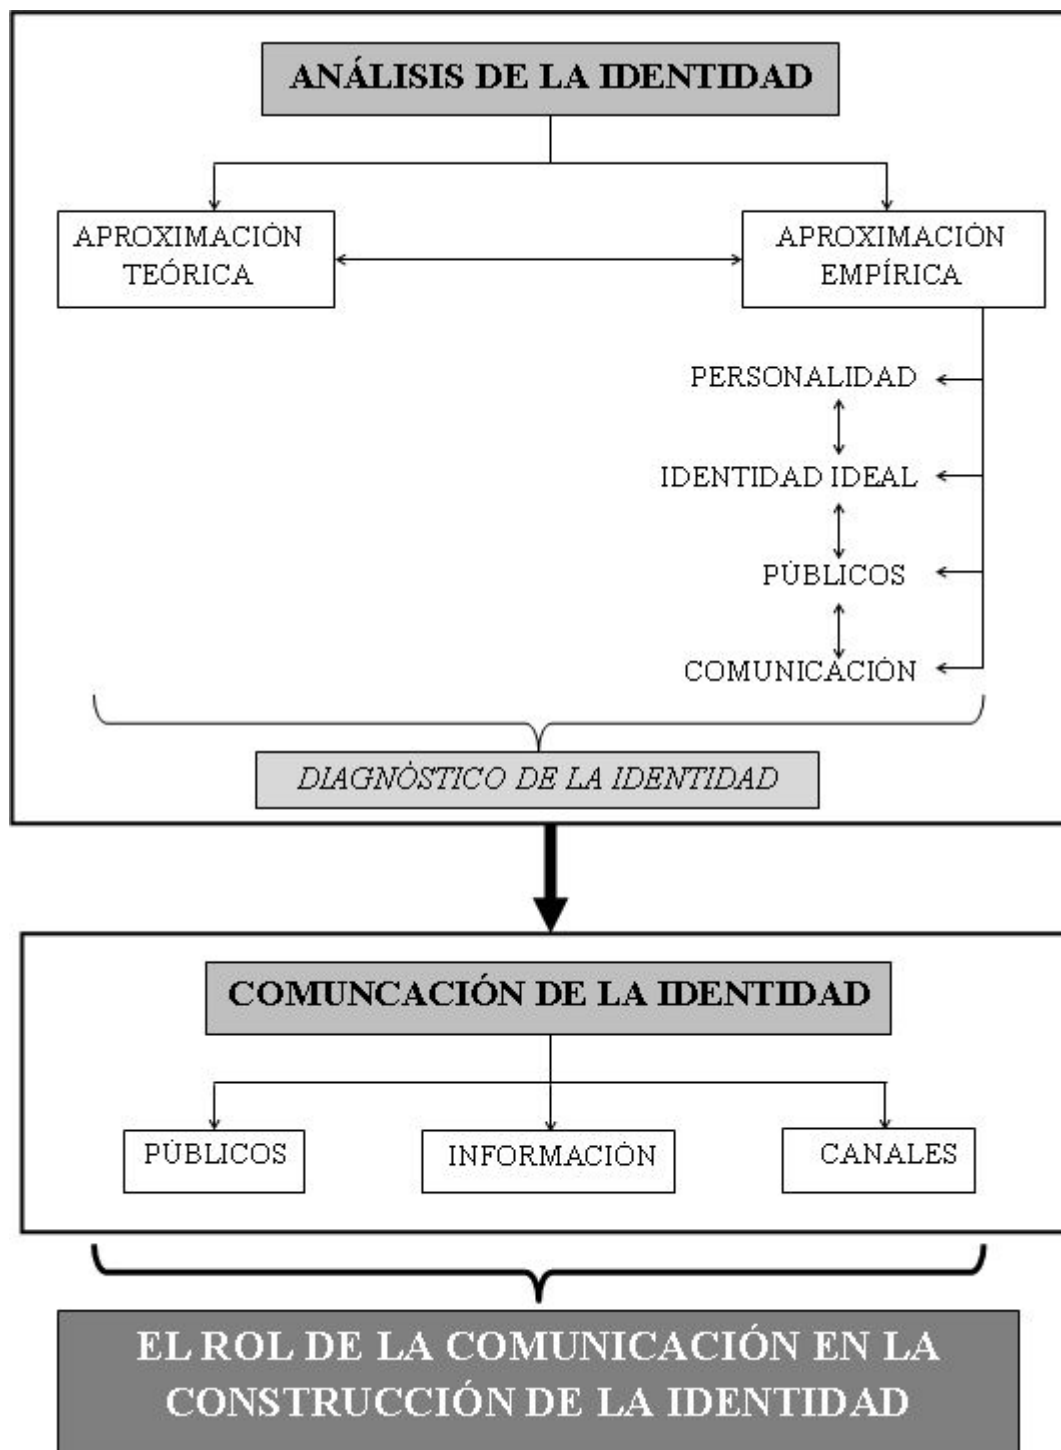 ANÁLISIS DE LA IDENTIDAD
APROXIMACIÓN
TEÓRICA
APROXIMACIÓN
EMPÍRICA
PERSONALIDAD
IDENTIDAD IDEAL
PÚBLICOS
COMUNICACIÓN
DIAGNÓSTICO DE LA IDENTIDAD
COMUNCACIÓN DE LA IDENTIDAD
PÚBLICOS
INFORMACIÓN
CANALES
EL ROL DE LA COMUNICACIÓN EN LA
CONSTRUCCIÓN DE LA IDENTIDAD